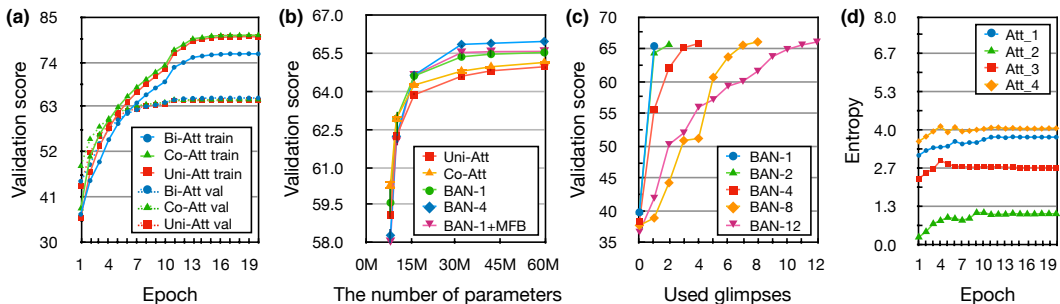 (a)
Validation score
85
74
63
52
41
30
1 4 7 10 13 16 19
Epoch
Bi-Att train
Co-Att train
Uni-Att train
Bi-Att val
Co-Att val
Uni-Att val
(b)
Validation score
67.0
65.5
64.0
62.5
61.0
59.5
58.0
0M 15M 30M 45M 60M
The number of parameters
Uni-Att
Co-Att
BAN-1
BAN-4
BAN-1+MFB
(c)
Validation score
70
65
60
55
50
45
40
35
0 2 4 6 8 10 12
Used glimpses
BAN-1
BAN-2
BAN-4
BAN-8
BAN-12
(d)
Entropy
8.0
6.7
5.3
4.0
2.7
1.3
0.0
1 4 7 10 13 16 19
Epoch
Att_1
Att_2
Att_3
Att_4